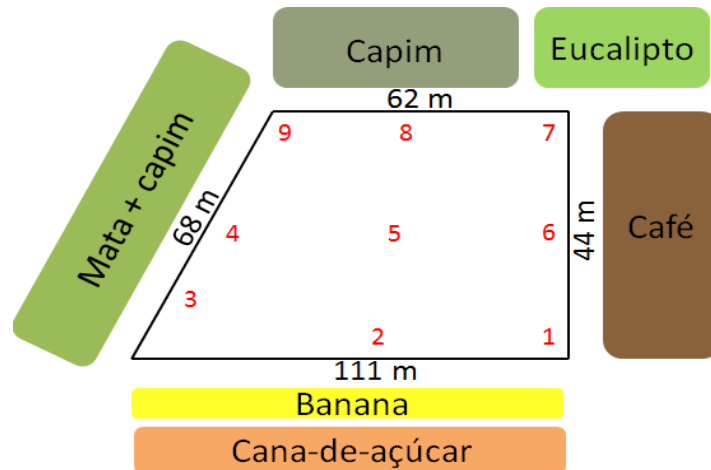 Capim
Eucalipto
62 m
Mata + capim
68 m
9
8
7
4
5
6
44 m
Café
3
2
1
111 m
Banana
Cana-de-açúcar